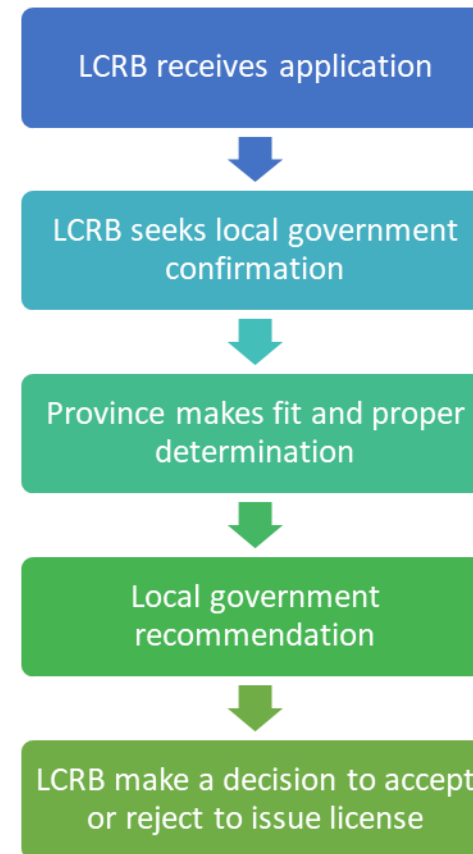 LCRB receives application
LCRB seeks local government
confirmation
Province makes fit and proper
determination
Local government
recommendation
LCRB make a decision to accept
or reject to issue license